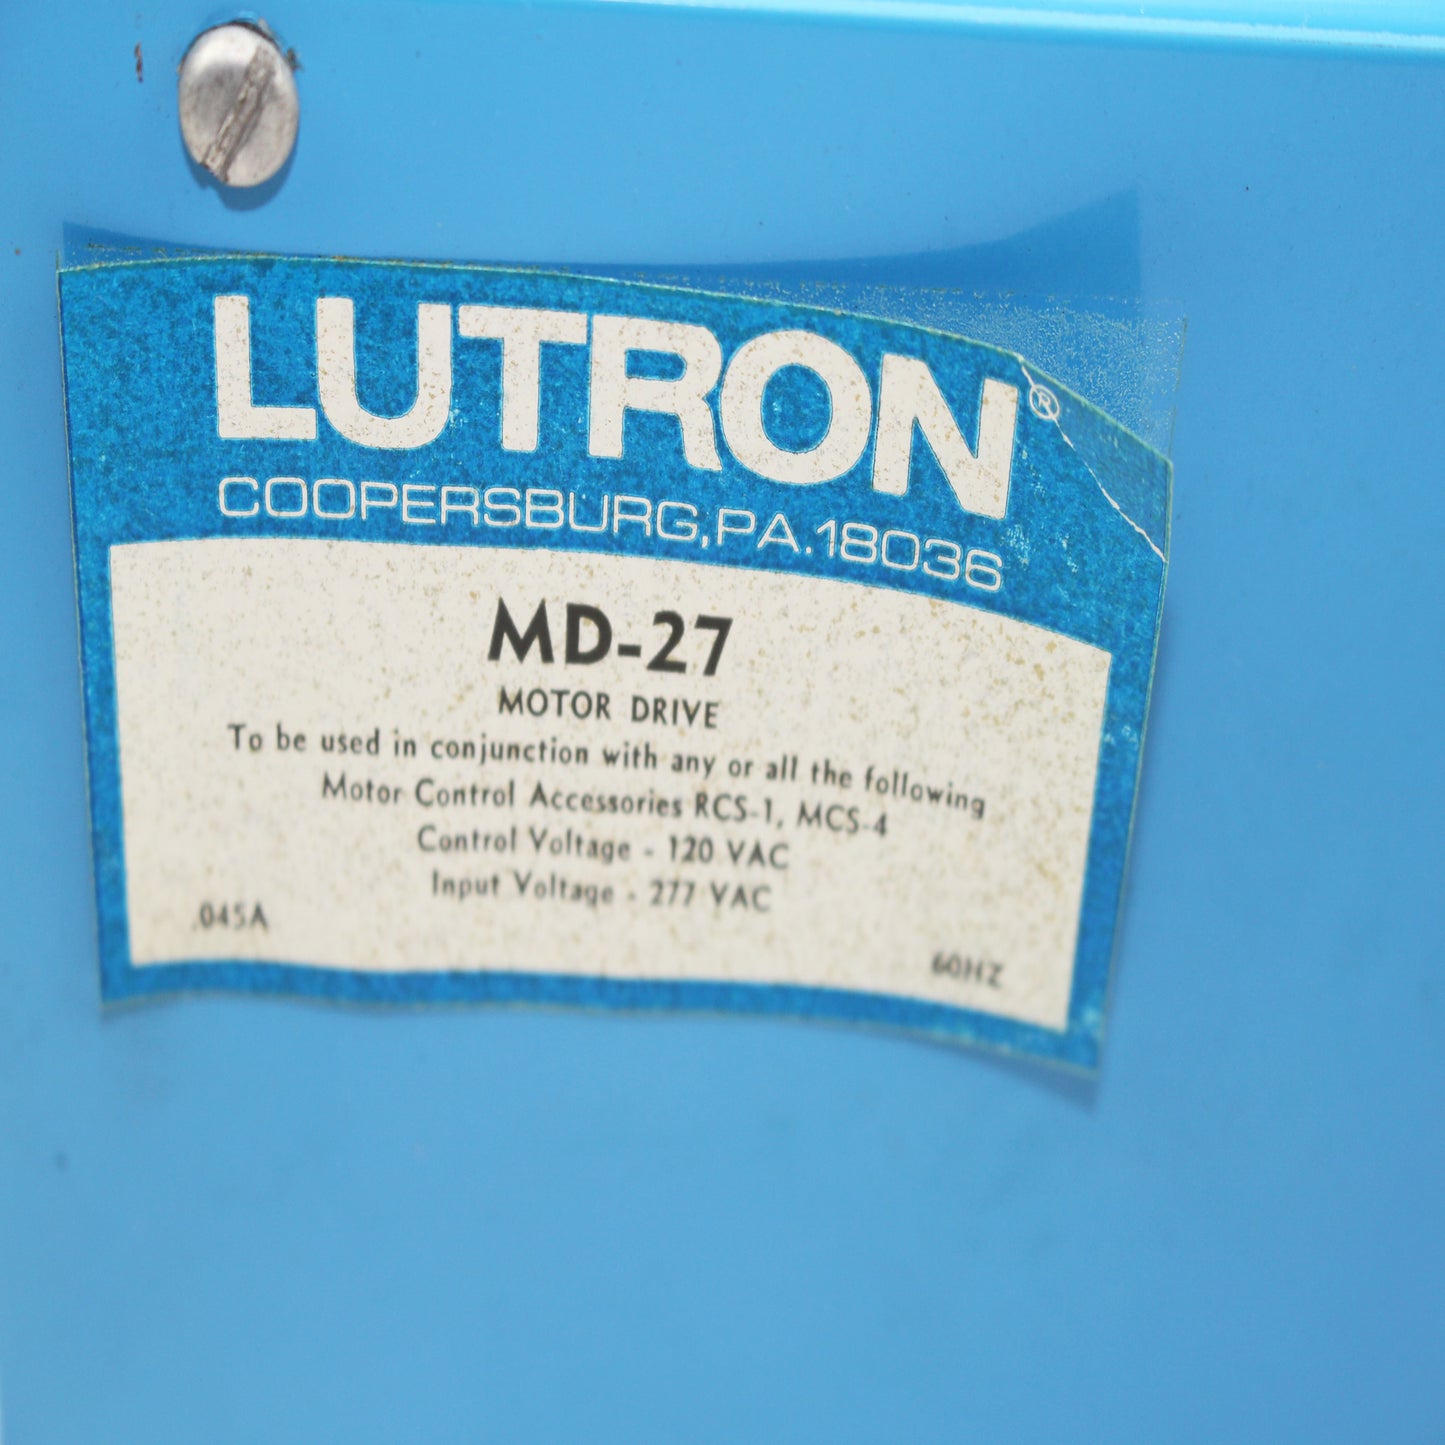 LUTRON®
COOPERSBURG, PA. 18036
MD-27
MOTOR DRIVE
To be used in conjunction with any or all the following
Motor Control Accessories RCS-1, MCS-4
Control Voltage - 120 VAC
Input Voltage - 277 VAC
.045A
60HZ